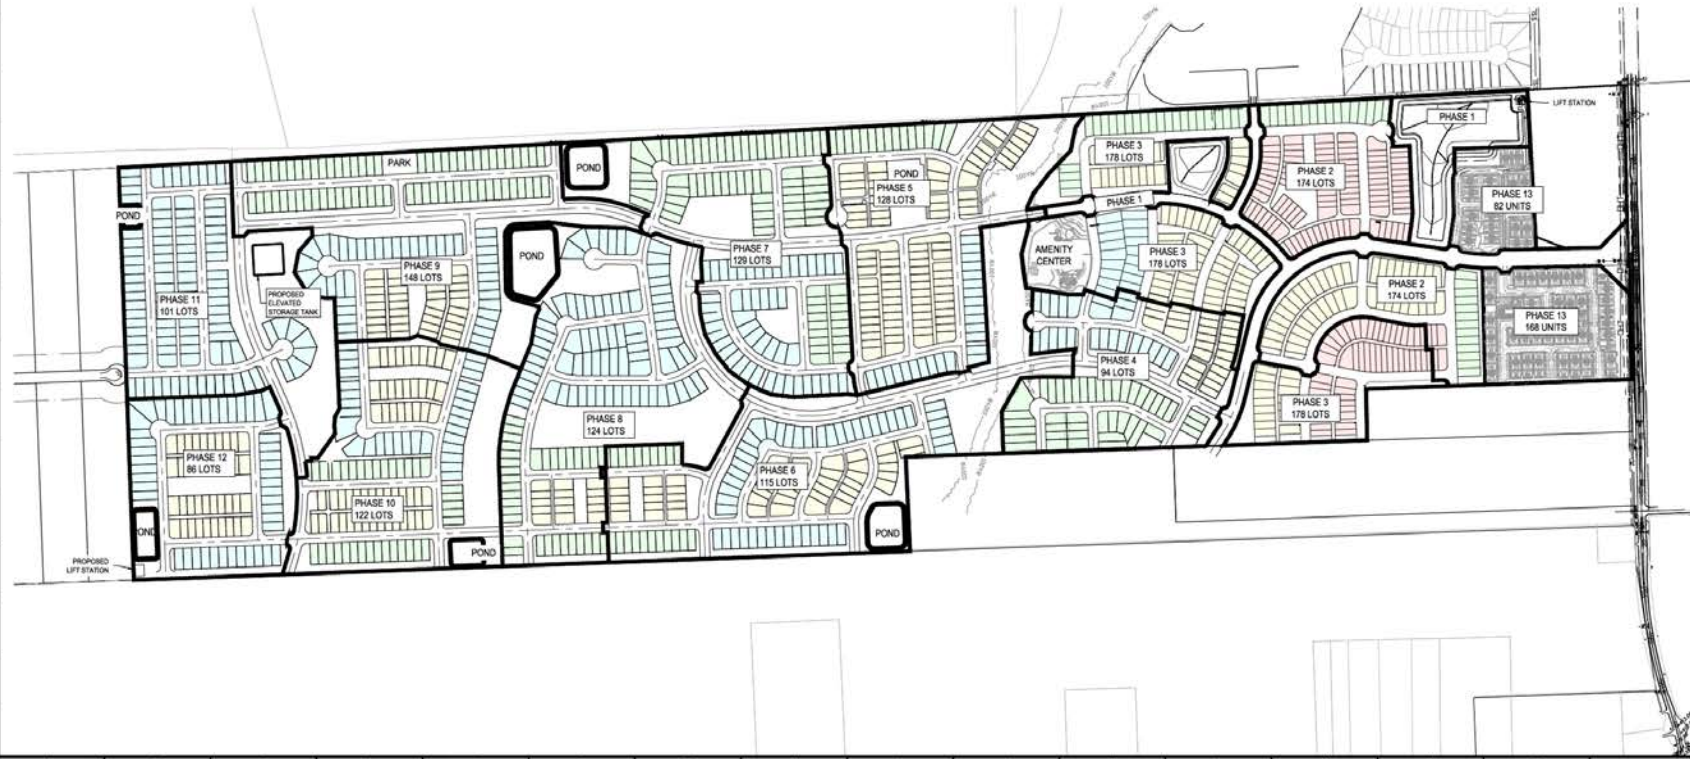 LIFT STATION
PHASE 1
PARK
POND
PHASE 3
178 LOTS
PHASE 2
174 LOTS
POND
PHASE 5
128 LOTS
PHASE 13
82 UNITS
PHASE 1
POND
PHASE 7
129 LOTS
POND
AMENITY
CENTER
PHASE 3
178 LOTS
PHASE 9
148 LOTS
PHASE 2
174 LOTS
PHASE 11
101 LOTS
PROPOSED
ELEVATED
STORAGE TANK
PHASE 13
168 UNITS
PHASE 4
94 LOTS
PHASE 3
178 LOTS
PHASE 8
124 LOTS
PHASE 12
86 LOTS
PHASE 6
115 LOTS
PHASE 10
122 LOTS
OND
POND
POND
PROPOSED
LIFT STATION